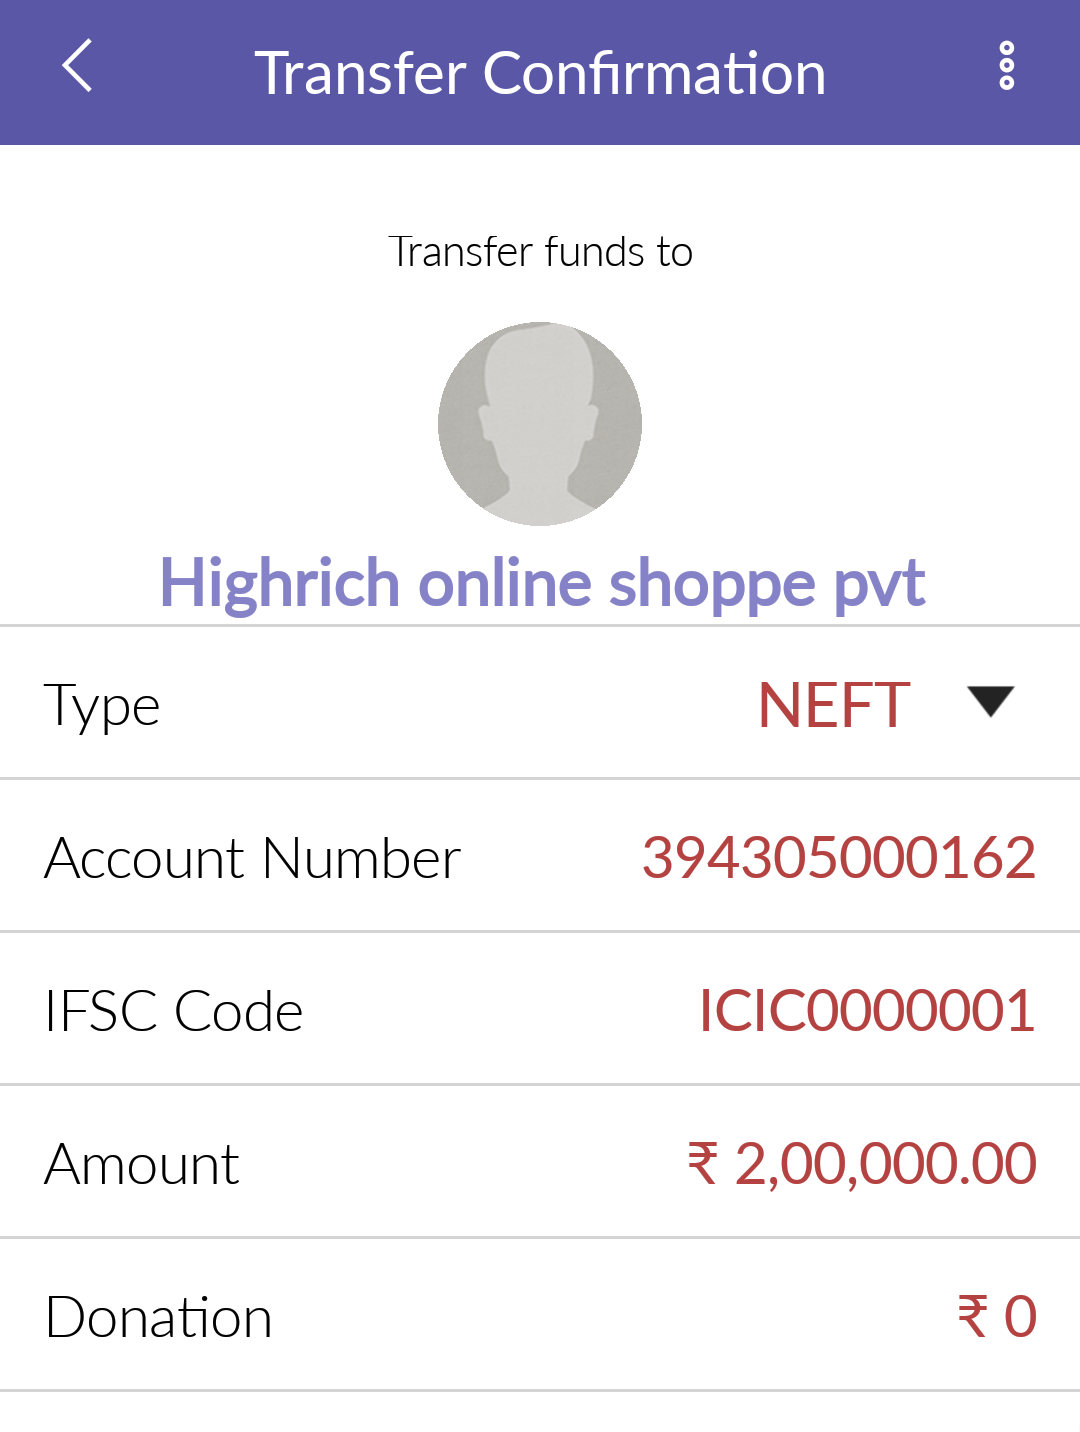 Transfer Confirmation
Transfer funds to
Highrich online shoppe pvt
Type NEFT
Account Number 394305000162
IFSC Code ICIC0000001
Amount ₹ 2,00,000.00
Donation ₹ 0